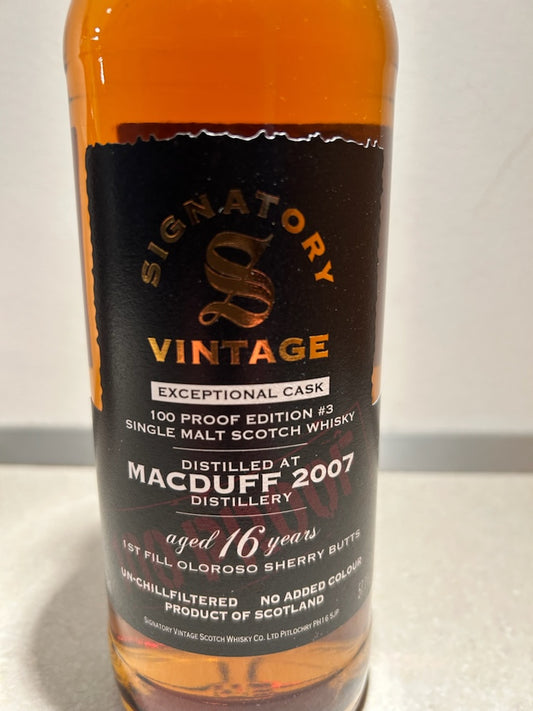 SIGNATORY
VINTAGE
EXCEPTIONAL CASK
100 PROOF EDITION #3
SINGLE MALT SCOTCH WHISKY
DISTILLED AT
MACDUFF 2007
DISTILLERY
aged 16 years
1ST FILL OLOROSO SHERRY BUTTS
UN-CHILLFILTERED NO ADDED COLOUR
PRODUCT OF SCOTLAND
SIGNATORY VINTAGE SCOTCH WHISKY CO. LTD PITLOCHRY PH16 5JP